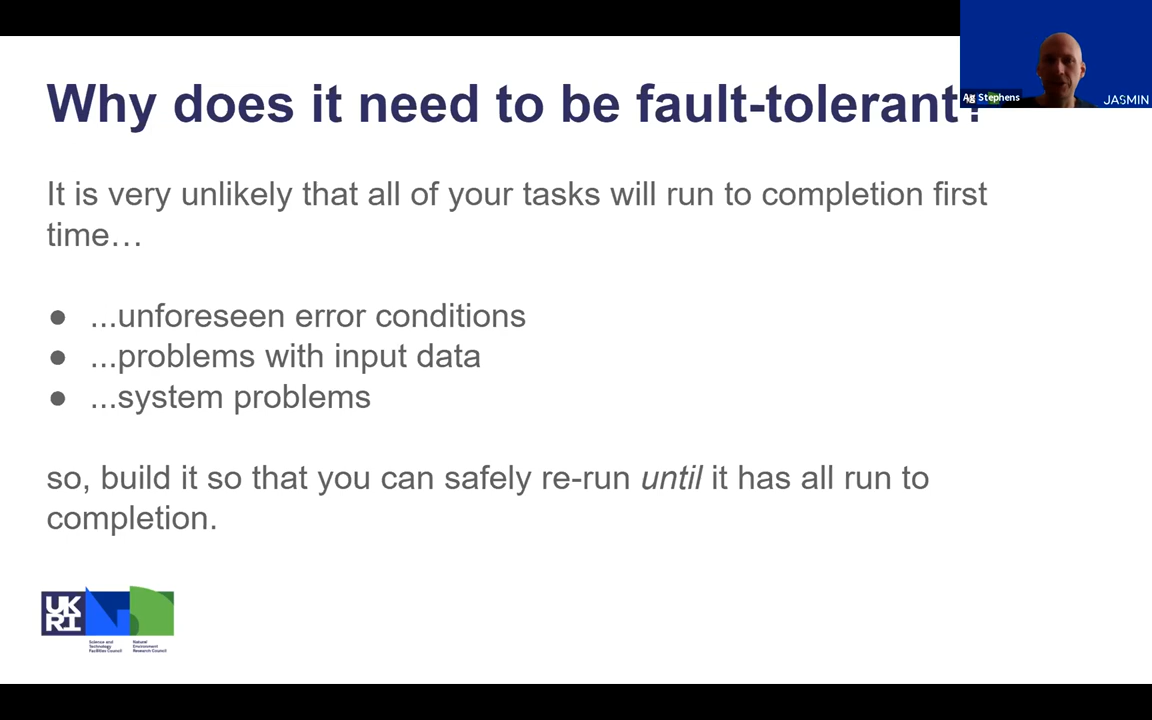 Why does it need to be fault-tolerant?
Ag Stephens
JASMIN
It is very unlikely that all of your tasks will run to completion first
time…
● ...unforeseen error conditions
● ...problems with input data
● ...system problems
so, build it so that you can safely re-run until it has all run to
completion.
UK
RI
Science and
Technology
Facilities Council
Natural
Environment
Research Council